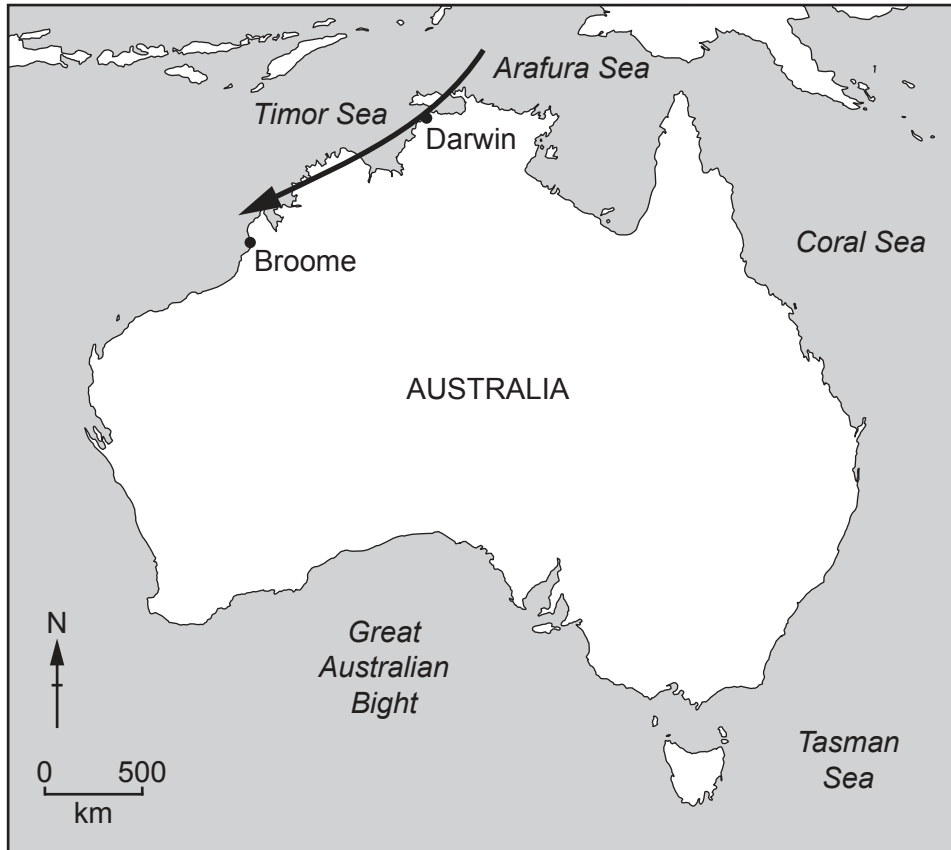 Arafura Sea
Timor Sea
Darwin
Coral Sea
Broome
AUSTRALIA
N
Great
Australian
Bight
Tasman
Sea
0 500
km